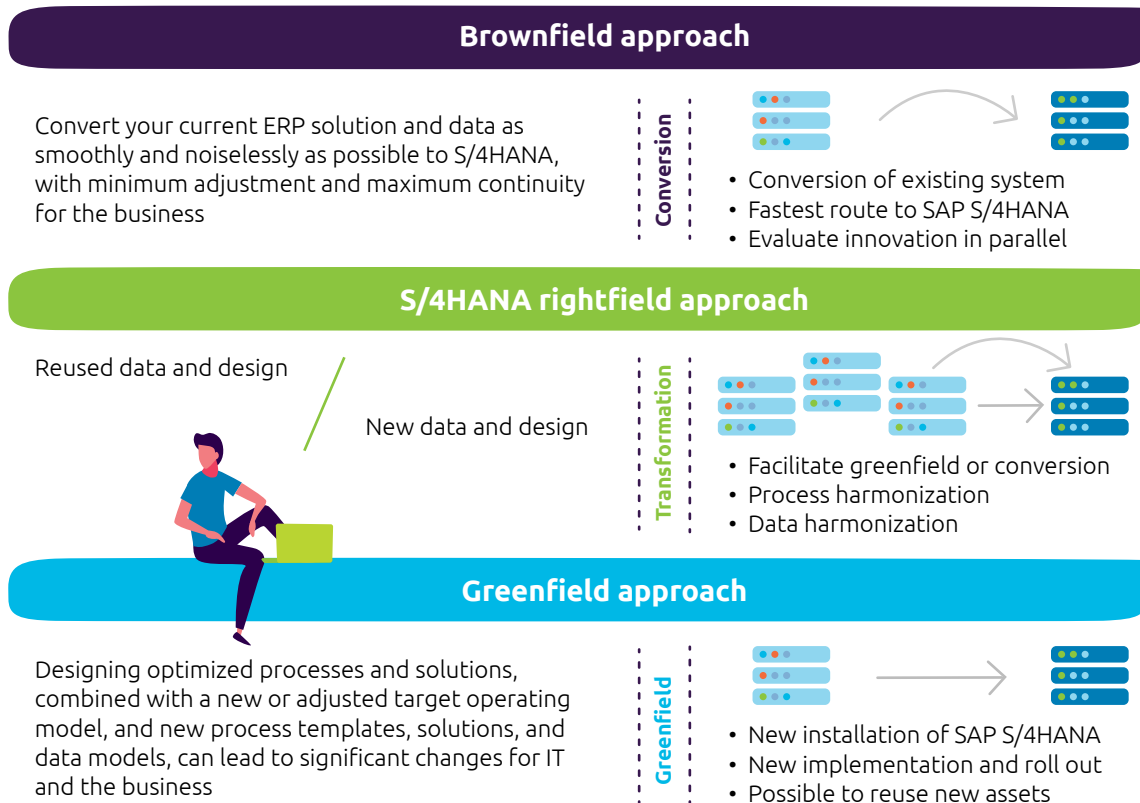 Brownfield approach
Convert your current ERP solution and data as
smoothly and noiselessly as possible to S/4HANA,
with minimum adjustment and maximum continuity
for the business
Conversion
• Conversion of existing system
• Fastest route to SAP S/4HANA
• Evaluate innovation in parallel
S/4HANA rightfield approach
Reused data and design
New data and design
Transformation
• Facilitate greenfield or conversion
• Process harmonization
• Data harmonization
Greenfield approach
Designing optimized processes and solutions,
combined with a new or adjusted target operating
model, and new process templates, solutions, and
data models, can lead to significant changes for IT
and the business
Greenfield
• New installation of SAP S/4HANA
• New implementation and roll out
• Possible to reuse new assets